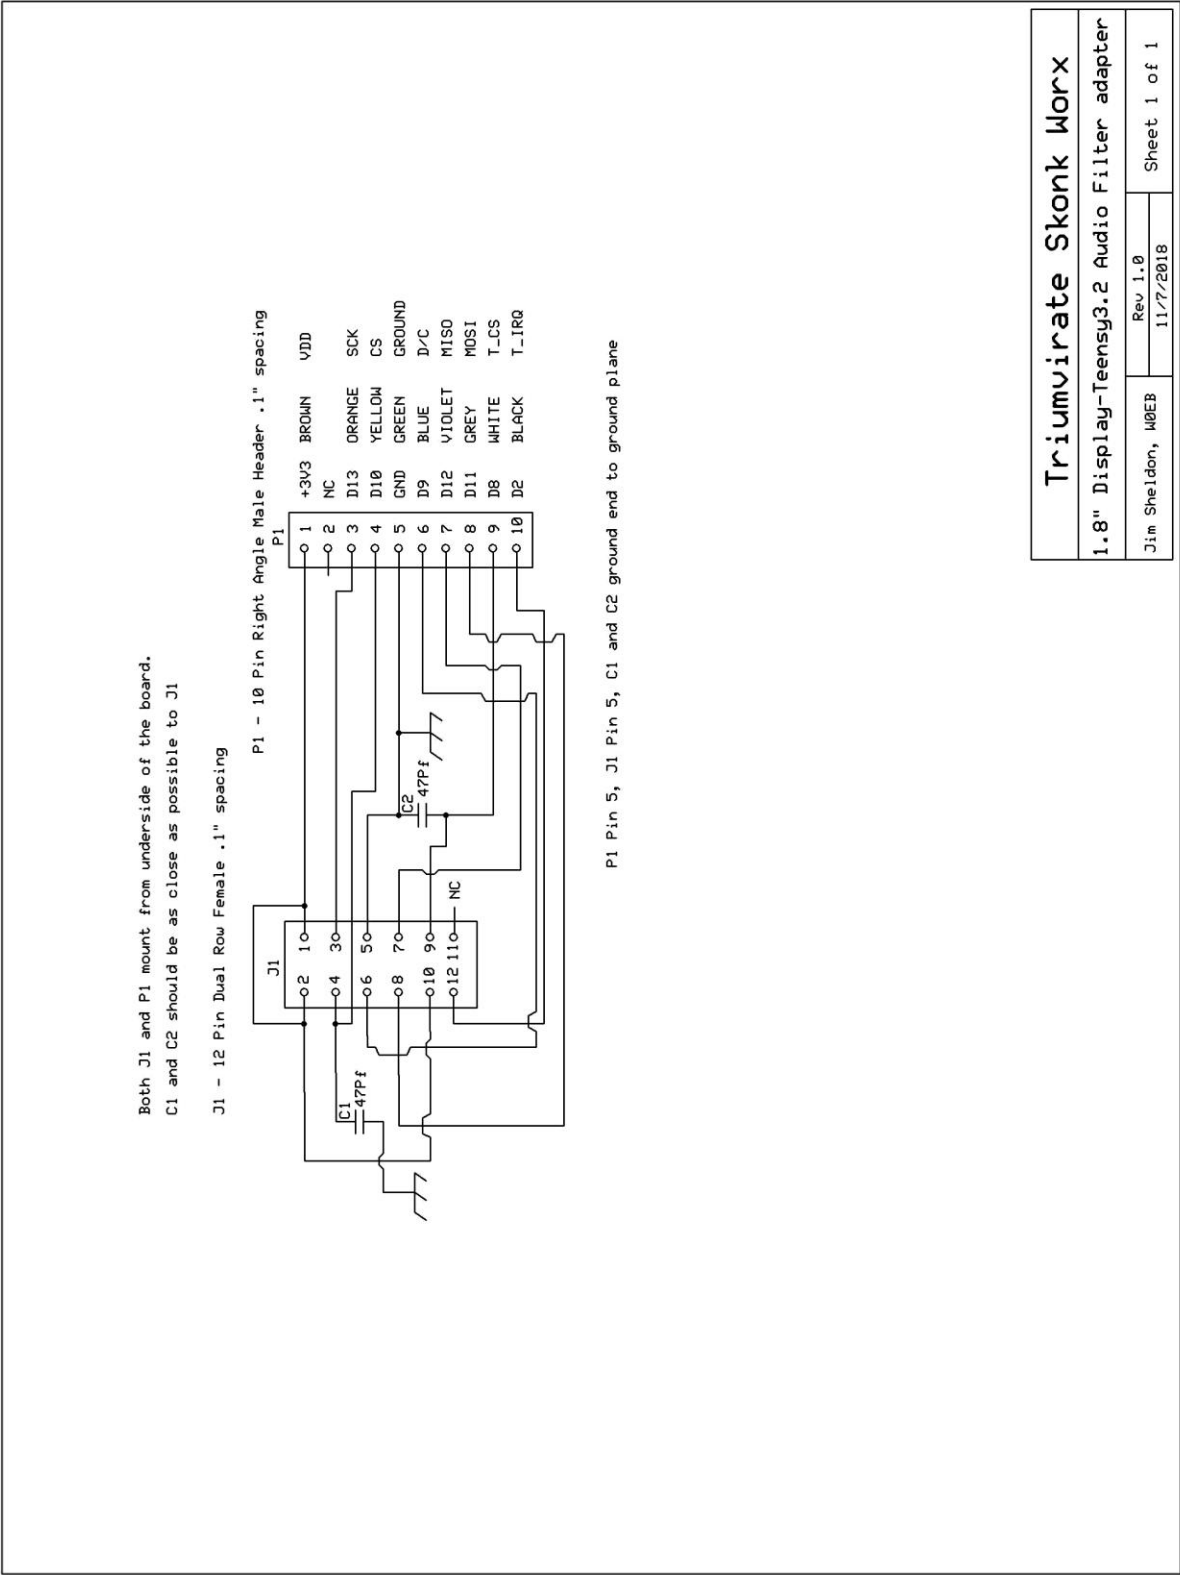 Both J1 and P1 mount from underside of the board.
C1 and C2 should be as close as possible to J1
J1 - 12 Pin Dual Row Female .1" spacing
P1 - 10 Pin Right Angle Male Header .1" spacing
J1
P1
2 1
4 3
6 5
8 7
10 9
12 11
NC
C1
47Pf
C2
47Pf
1 +3V3 BROWN VDD
2 NC
3 D13 ORANGE SCK
4 D10 YELLOW CS
5 GND GREEN GROUND
6 D9 BLUE D/C
7 D12 VIOLET MISO
8 D11 GREY MOSI
9 D8 WHITE T_CS
10 D2 BLACK T_IRQ
P1 Pin 5, J1 Pin 5, C1 and C2 ground end to ground plane
Triumvirate Skonk Worx
1.8" Display-Teensy3.2 Audio Filter adapter
Jim Sheldon, W0EB
Rev 1.0
11/7/2018
Sheet 1 of 1